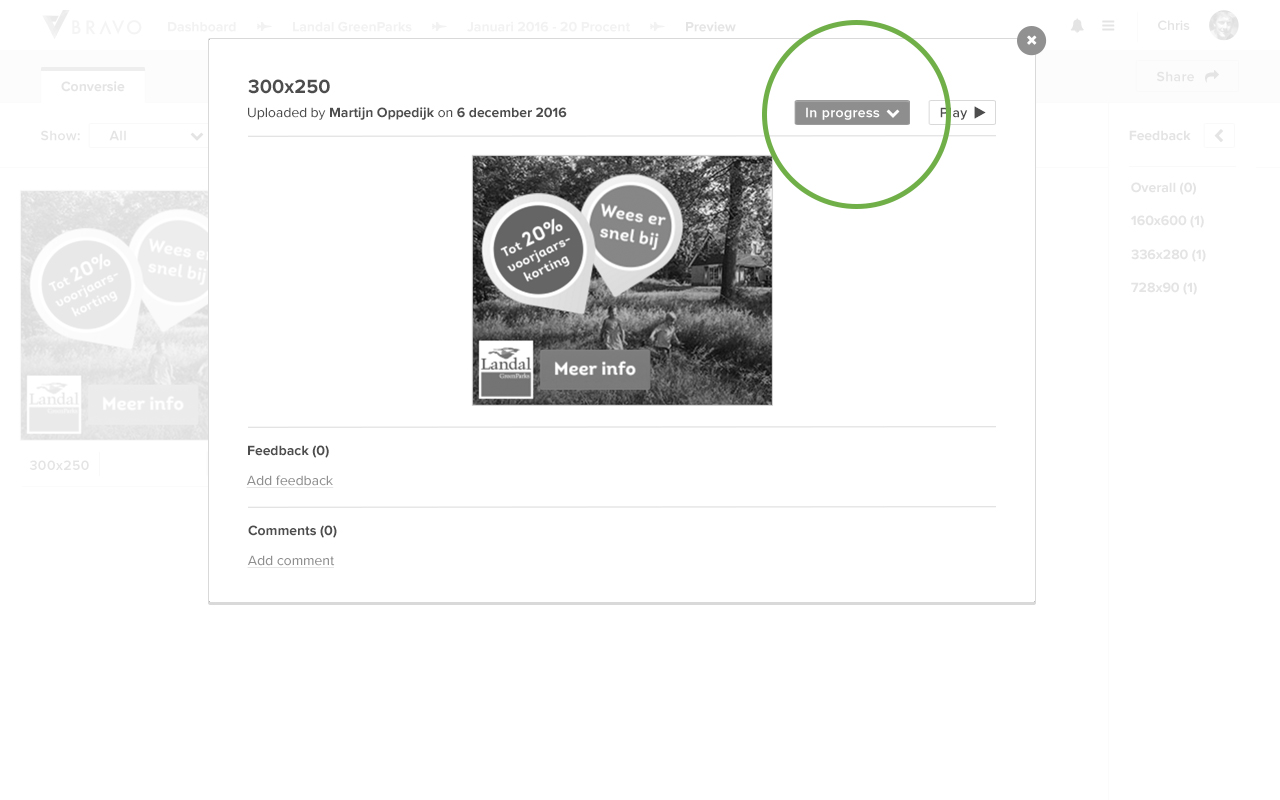 BRAVO
Dashboard
Landal GreenParks
Januari 2016 - 20 Procent
Preview
Chris
Conversie
Share
Show:
All
300x250
Uploaded by Martijn Oppedijk on 6 december 2016
In progress
Play
Tot 20%
voorjaars-
korting
Wees er
snel bij
Landal
GreenParks
Meer info
Feedback (0)
Add feedback
Comments (0)
Add comment
Tot 20%
voorjaars-
korting
Wees er
snel bij
Landal
GreenParks
Meer info
300x250
Feedback
Overall (0)
160x600 (1)
336x280 (1)
728x90 (1)